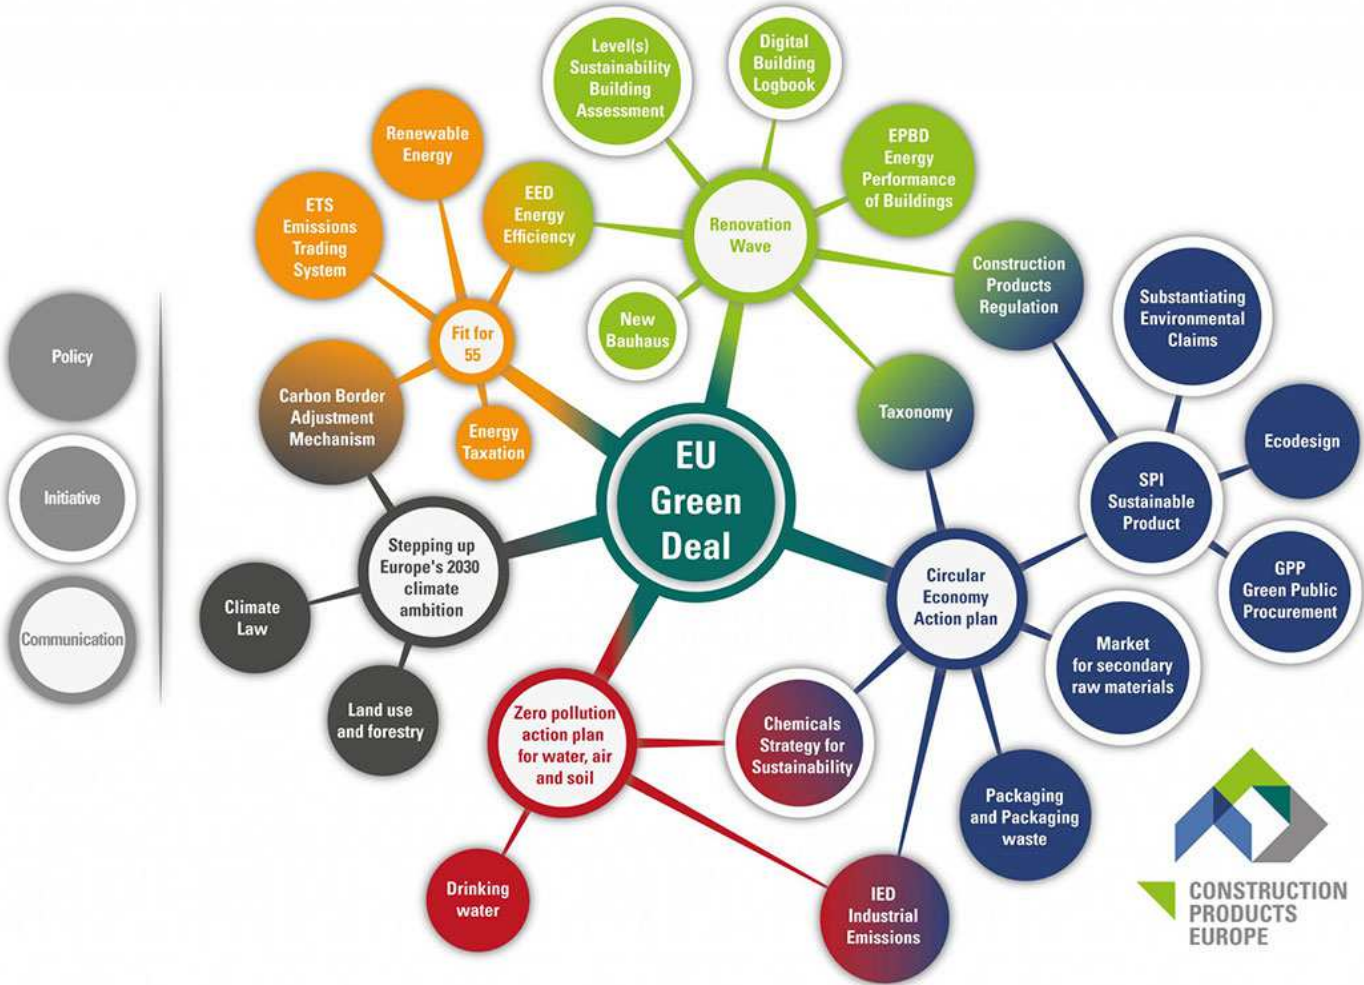 Policy
Initiative
Communication
EU
Green
Deal
Renovation
Wave
Level(s)
Sustainability
Building
Assessment
Digital
Building
Logbook
EPBD
Energy
Performance
of Buildings
Construction
Products
Regulation
Taxonomy
New
Bauhaus
EED
Energy
Efficiency
Fit for
55
Renewable
Energy
ETS
Emissions
Trading
System
Carbon Border
Adjustment
Mechanism
Energy
Taxation
Stepping up
Europe's 2030
climate
ambition
Climate
Law
Land use
and forestry
Zero pollution
action plan
for water, air
and soil
Drinking
water
Chemicals
Strategy for
Sustainability
IED
Industrial
Emissions
Circular
Economy
Action plan
Packaging
and Packaging
waste
Market
for secondary
raw materials
SPI
Sustainable
Product
Substantiating
Environmental
Claims
Ecodesign
GPP
Green Public
Procurement
CONSTRUCTION
PRODUCTS
EUROPE